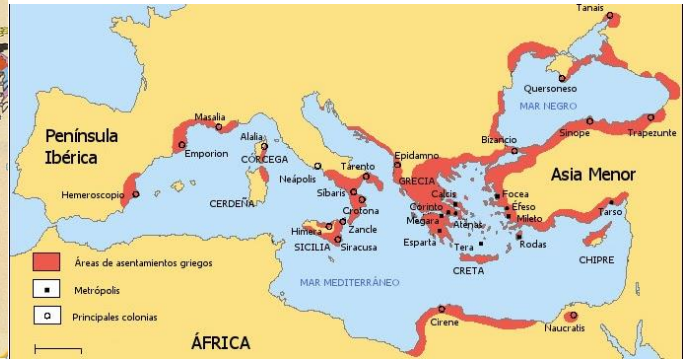 Tanais
Quersoneso
MAR NEGRO
Masalia
Alalia
Bizancio
Sinope
Trapezunte
Península
Ibérica
Emporion
CÓRCEGA
Epidamno
Tárento
Neápolis
GRECIA
Asia Menor
Hemeroscopio
CERDEÑA
Síbaris
Calcis
Focea
Corinto
Éfeso
Crotona
Megara
Atenas
Mileto
Tarso
Himera
Zancle
Esparta
SICILIA
Siracusa
Tera
Rodas
CHIPRE
CRETA
Áreas de asentamientos griegos
MAR MEDITERRÁNEO
Metrópolis
Principales colonias
Cirene
Naucratis
ÁFRICA